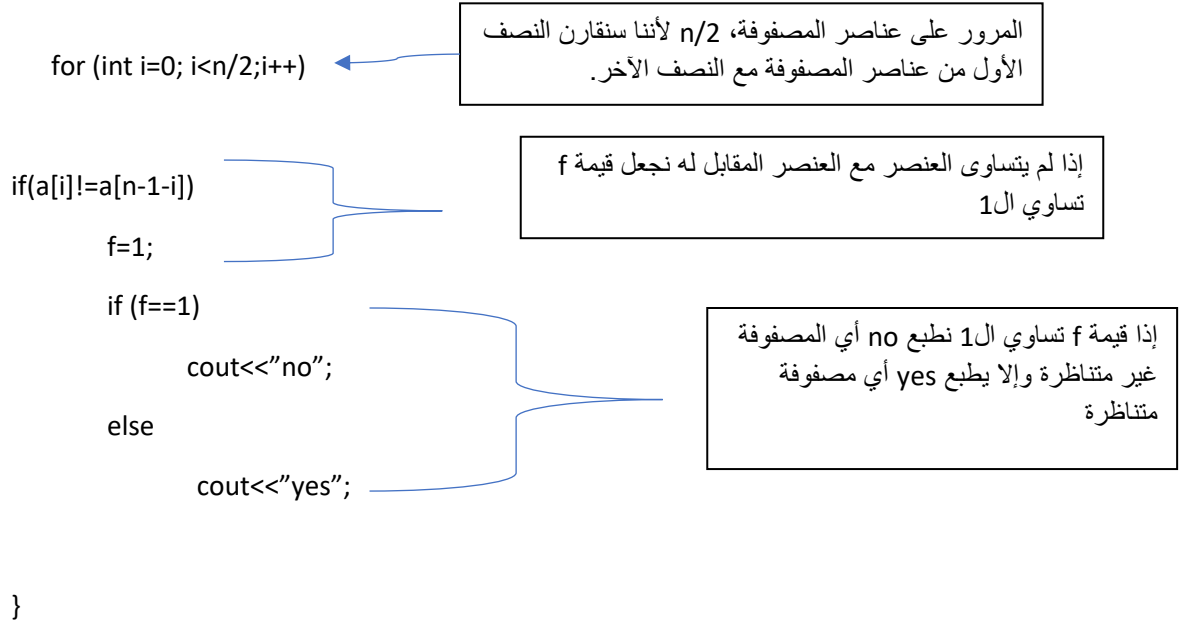 المرور على عناصر المصفوفة، n/2 لأننا سنقارن النصف
الأول من عناصر المصفوفة مع النصف الآخر.
for (int i=0; i<n/2;i++)
إذا لم يتساوى العنصر مع العنصر المقابل له نجعل قيمة f
تساوي ال1
if(a[i]!=a[n-1-i])
f=1;
if (f==1)
إذا قيمة f تساوي ال1 نطبع no أي المصفوفة
غير متناظرة وإلا يطبع yes أي مصفوفة
متناظرة
cout<<”no”;
else
cout<<”yes”;
}